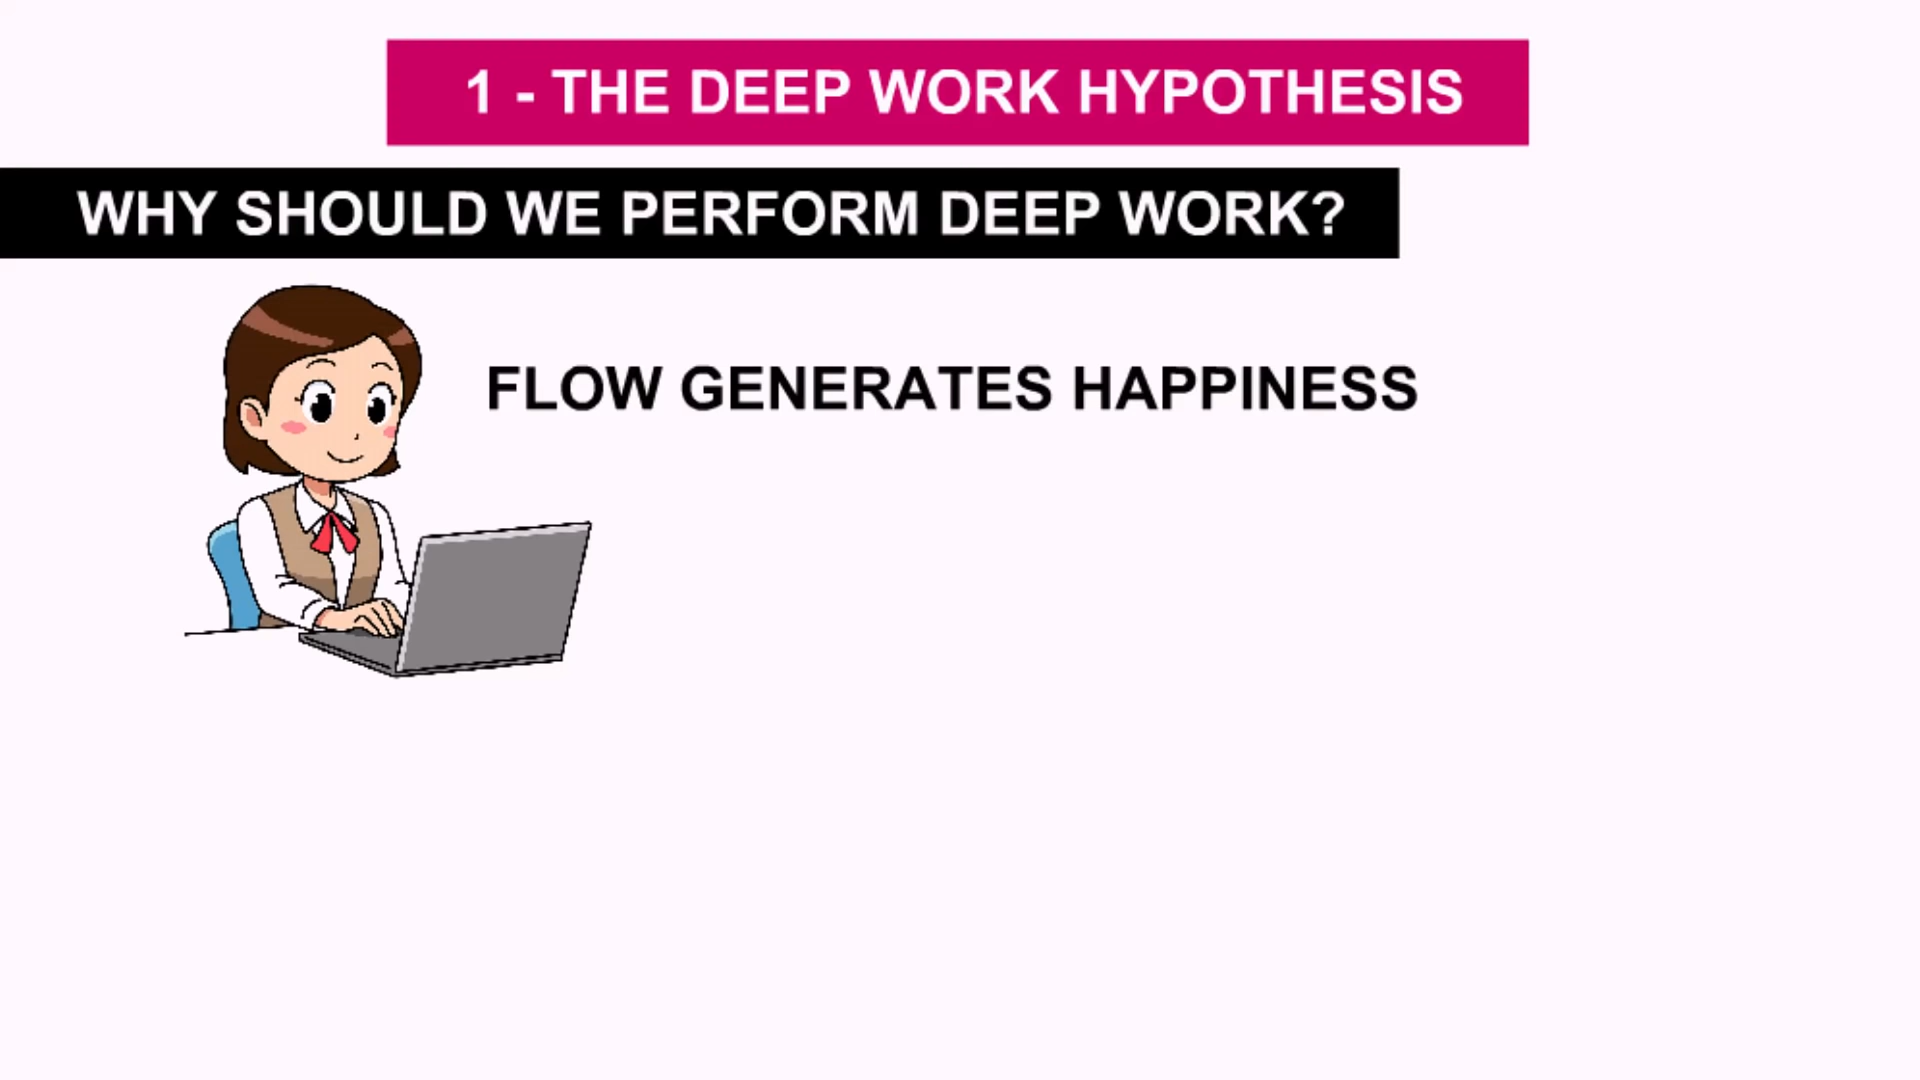 1 - THE DEEP WORK HYPOTHESIS
WHY SHOULD WE PERFORM DEEP WORK?
FLOW GENERATES HAPPINESS